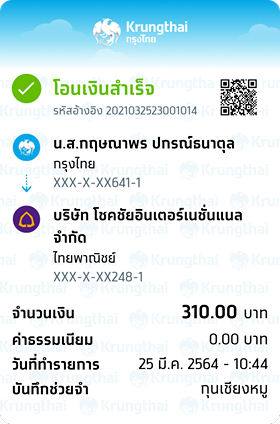 Krungthai
กรุงไทย
โอนเงินสำเร็จ
รหัสอ้างอิง 2021032523001014
น.ส.กฤษณาพร ปกรณ์ธนาตุล
กรุงไทย
XXX-X-XX641-1
บริษัท โชคชัยอินเตอร์เนชั่นแนล
จำกัด
ไทยพาณิชย์
XXX-X-XX248-1
จำนวนเงิน 310.00 บาท
ค่าธรรมเนียม 0.00 บาท
วันที่ทำรายการ 25 มี.ค. 2564 - 10:44
บันทึกช่วยจำ กุนเชียงหมู